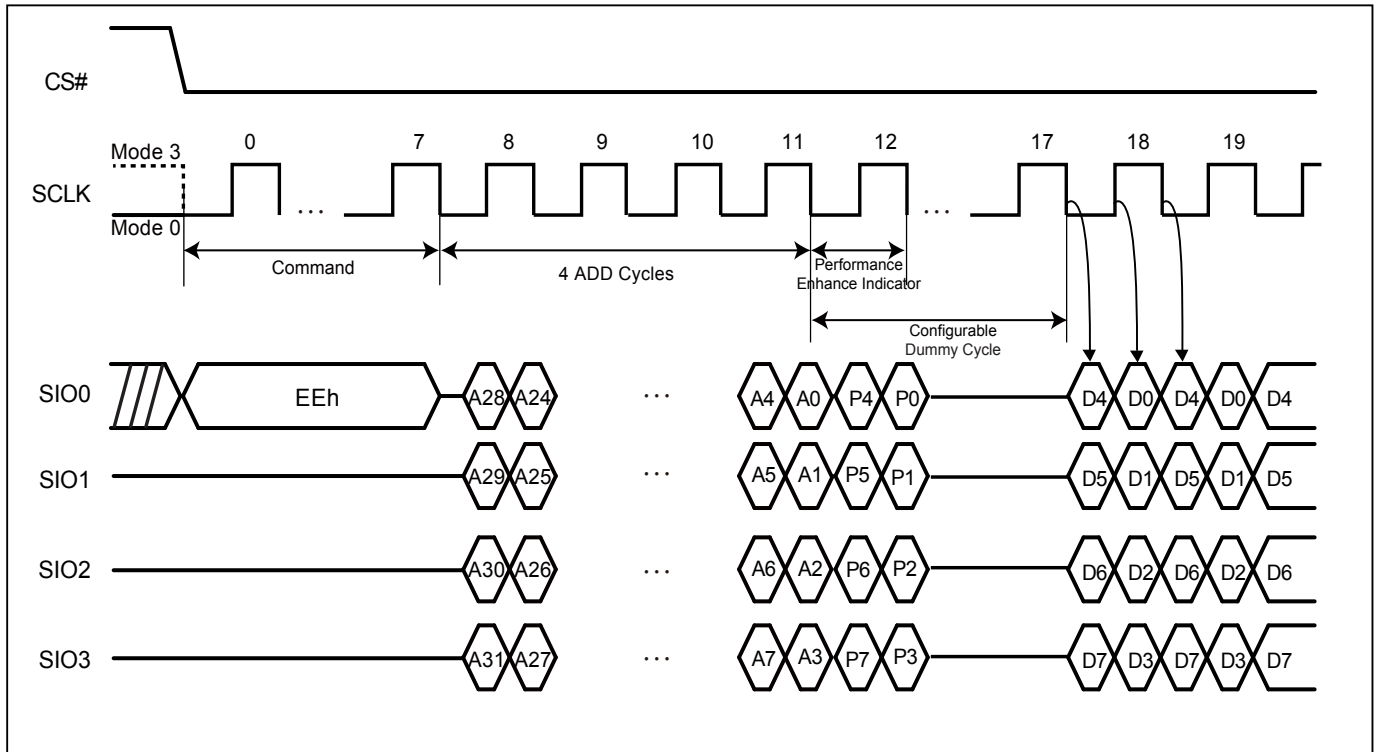 CS#
0 7 8 9 10 11 12 17 18 19
Mode 3
SCLK
... ...
Mode 0
Command
4 ADD Cycles
Performance
Enhance Indicator
Configurable
Dummy Cycle
SIO0 EEh A28 A24 ... A4 A0 P4 P0 D4 D0 D4 D0 D4
SIO1 A29 A25 ... A5 A1 P5 P1 D5 D1 D5 D1 D5
SIO2 A30 A26 ... A6 A2 P6 P2 D6 D2 D6 D2 D6
SIO3 A31 A27 ... A7 A3 P7 P3 D7 D3 D7 D3 D7